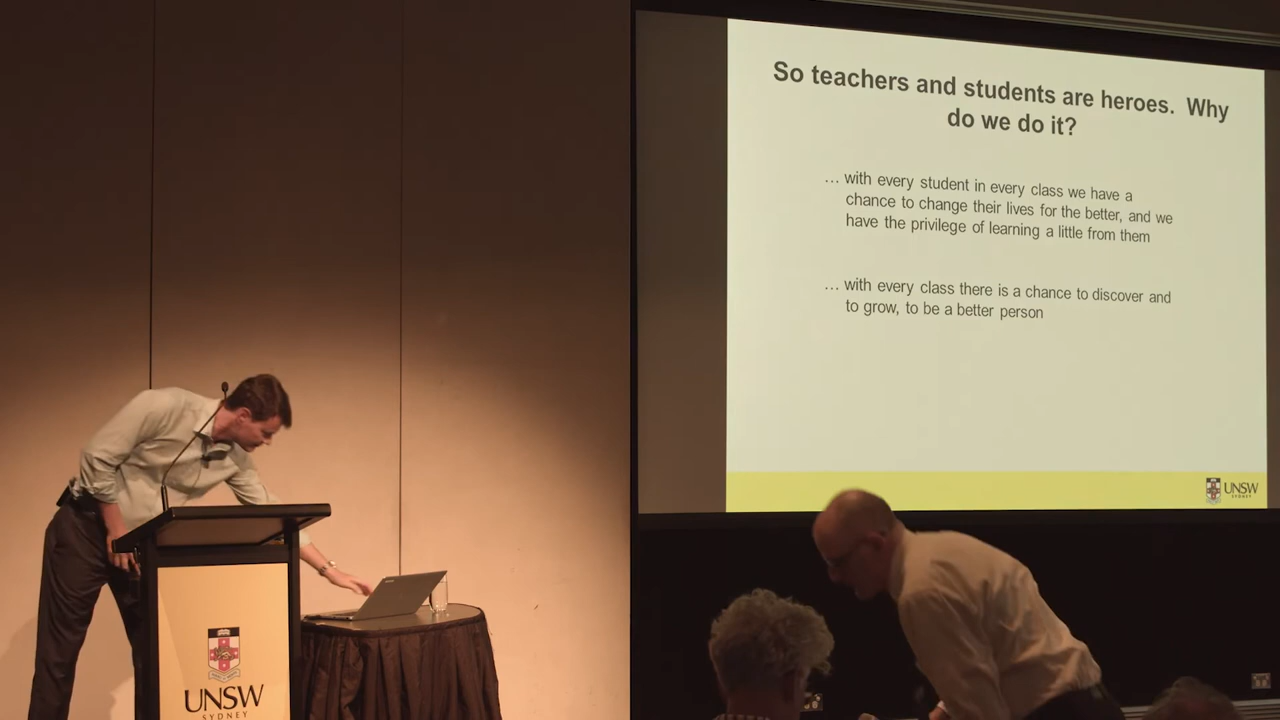 So teachers and students are heroes.  Why
do we do it?
… with every student in every class we have a
chance to change their lives for the better, and we
have the privilege of learning a little from them
… with every class there is a chance to discover and
to grow, to be a better person
UNSW
SYDNEY
UNSW
SYDNEY